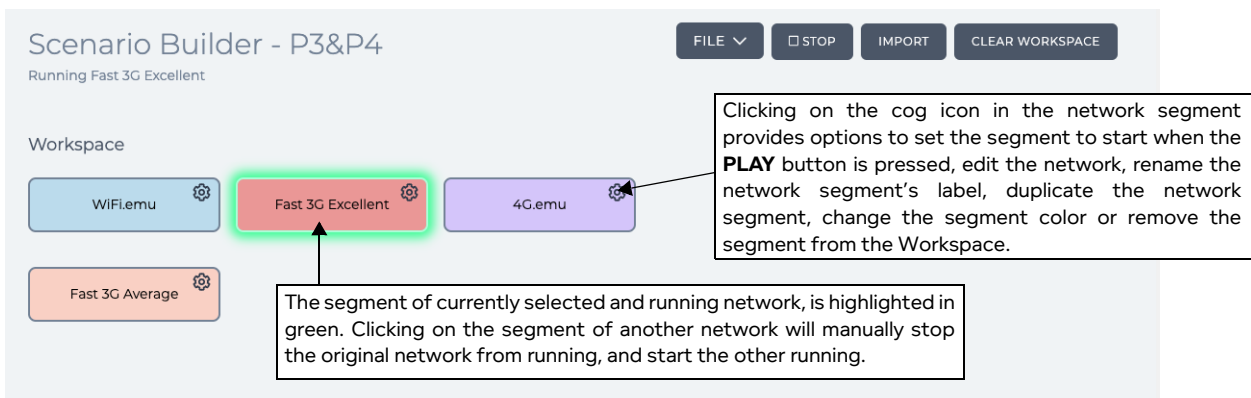 Scenario Builder - P3&P4
FILE
STOP
IMPORT
CLEAR WORKSPACE
Running Fast 3G Excellent
Clicking on the cog icon in the network segment
provides options to set the segment to start when the
PLAY button is pressed, edit the network, rename the
network segment's label, duplicate the network
segment, change the segment color or remove the
segment from the Workspace.
Workspace
WiFi.emu
Fast 3G Excellent
4G.emu
Fast 3G Average
The segment of currently selected and running network, is highlighted in
green. Clicking on the segment of another network will manually stop
the original network from running, and start the other running.